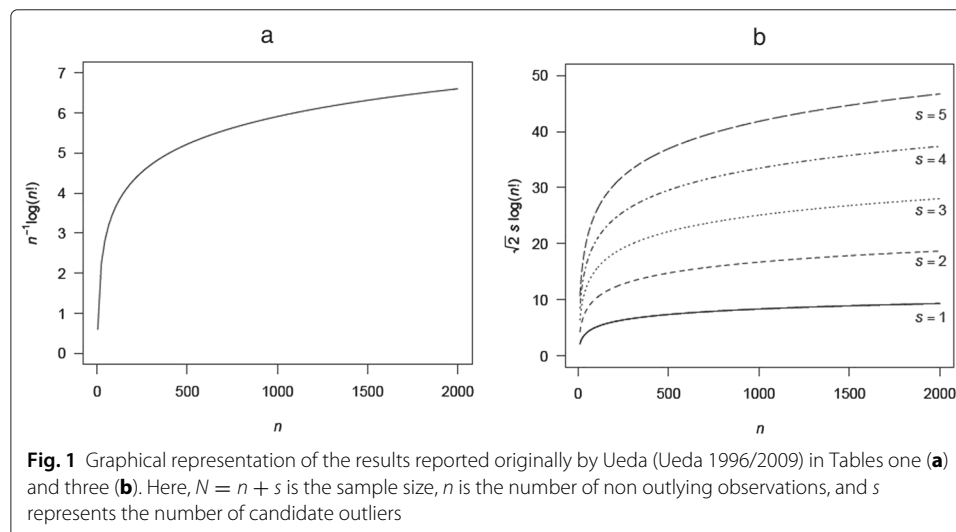 a
b
7
6
5
4
3
2
1
0
n⁻¹log(n!)
0
500
1000
1500
2000
n
50
40
30
20
10
0
√2 s log(n!)
s = 5
s = 4
s = 3
s = 2
s = 1
0
500
1000
1500
2000
n
Fig. 1 Graphical representation of the results reported originally by Ueda (Ueda 1996/2009) in Tables one (a)
and three (b). Here, N = n + s is the sample size, n is the number of non outlying observations, and s
represents the number of candidate outliers